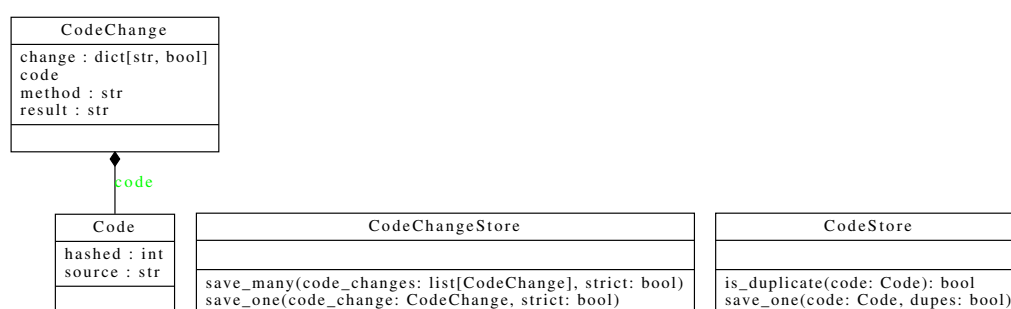 CodeChange
change : dict[str, bool]
code
method : str
result : str
code
Code
hashed : int
source : str
CodeChangeStore
save_many(code_changes: list[CodeChange], strict: bool)
save_one(code_change: CodeChange, strict: bool)
CodeStore
is_duplicate(code: Code): bool
save_one(code: Code, dupes: bool)